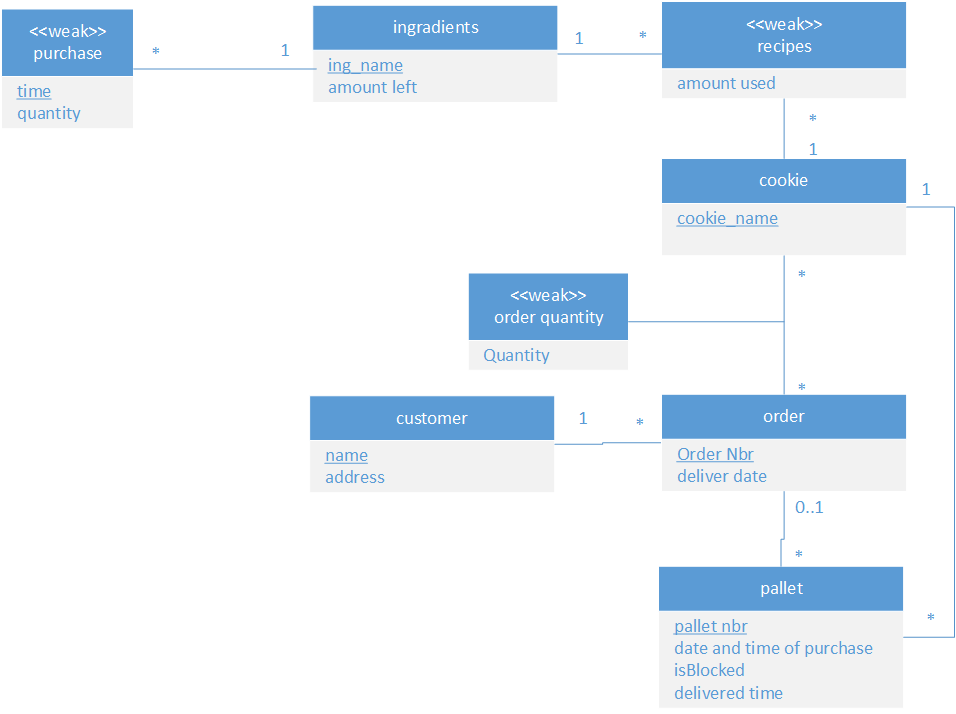 <<weak>>
purchase
time
quantity
*
1
ingradients
ing_name
amount left
1
*
<<weak>>
recipes
amount used
*
1
cookie
cookie_name
1
*
<<weak>>
order quantity
Quantity
*
customer
name
address
1
*
order
Order Nbr
deliver date
0..1
*
pallet
pallet nbr
date and time of purchase
isBlocked
delivered time
*